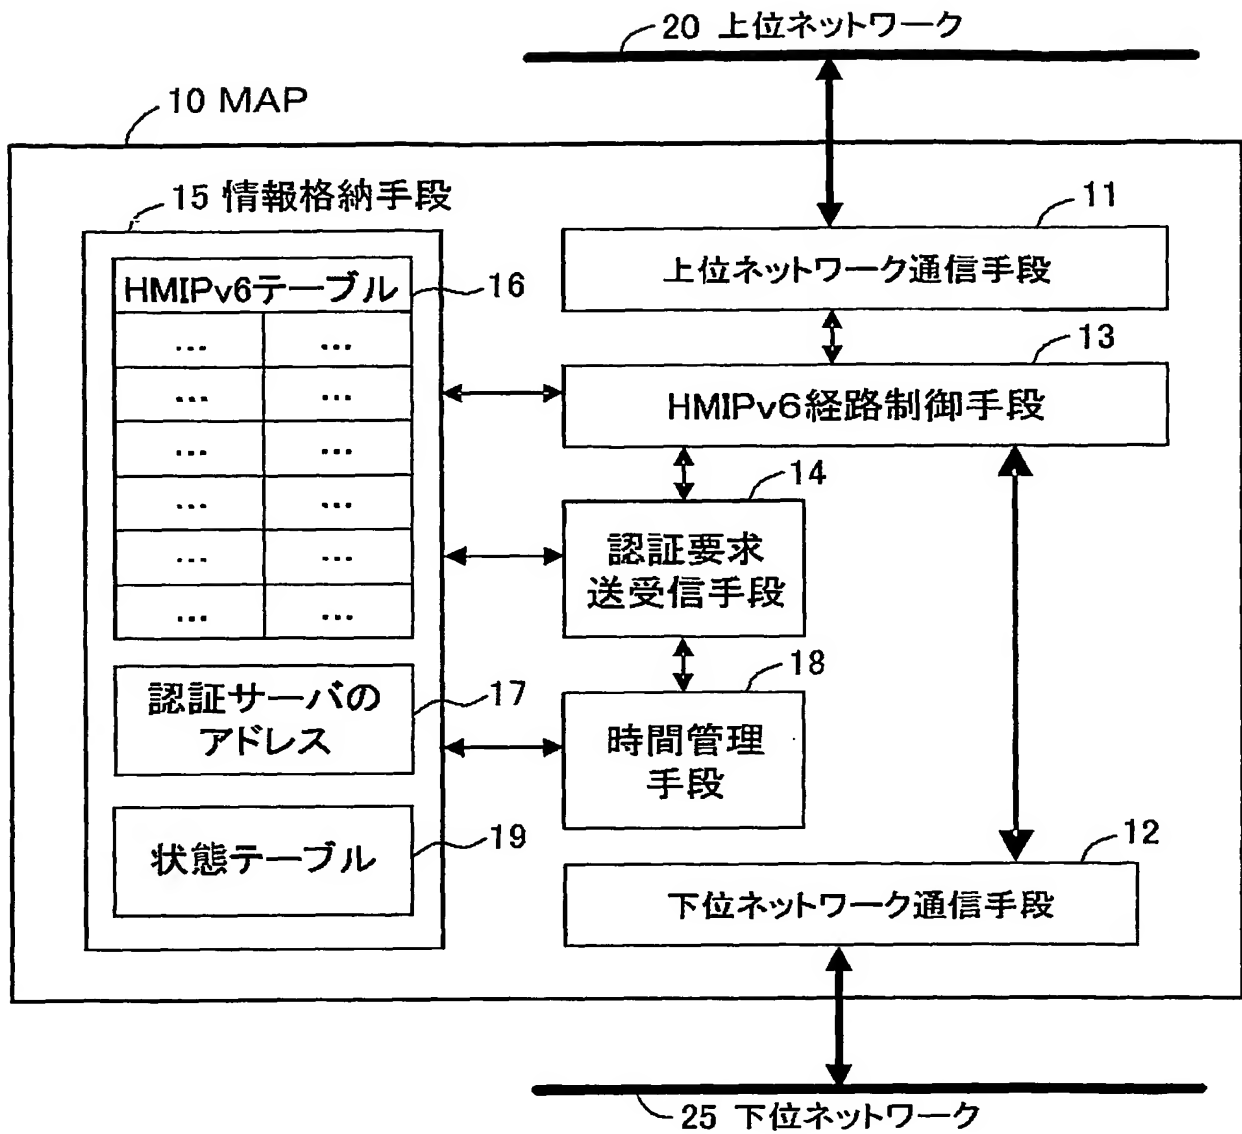 20 上位ネットワーク
10 MAP
15 情報格納手段
11
上位ネットワーク通信手段
HMIPv6テーブル
16
... ...
... ...
... ...
... ...
... ...
... ...
13
HMIPv6経路制御手段
14
認証要求
送受信手段
認証サーバの
アドレス
17
18
時間管理
手段
状態テーブル
19
12
下位ネットワーク通信手段
25 下位ネットワーク